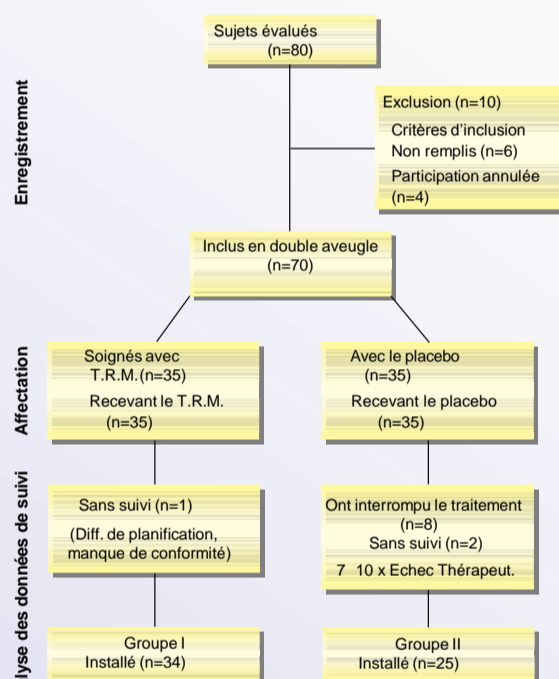 Sujets évalués
(n=80)
Enregistrement
Exclusion (n=10)
Critères d'inclusion
Non remplis (n=6)
Participation annulée
(n=4)
Inclus en double aveugle
(n=70)
Affectation
Soignés avec
T.R.M.(n=35)
Recevant le T.R.M.
(n=35)
Avec le placebo
(n=35)
Recevant le placebo
(n=35)
lyse des données de suivi
Sans suivi (n=1)
(Diff. de planification,
manque de conformité)
Ont interrompu le traitement
(n=8)
Sans suivi (n=2)
7 10 x Echec Thérapeut.
Groupe I
Installé (n=34)
Groupe II
Installé (n=25)